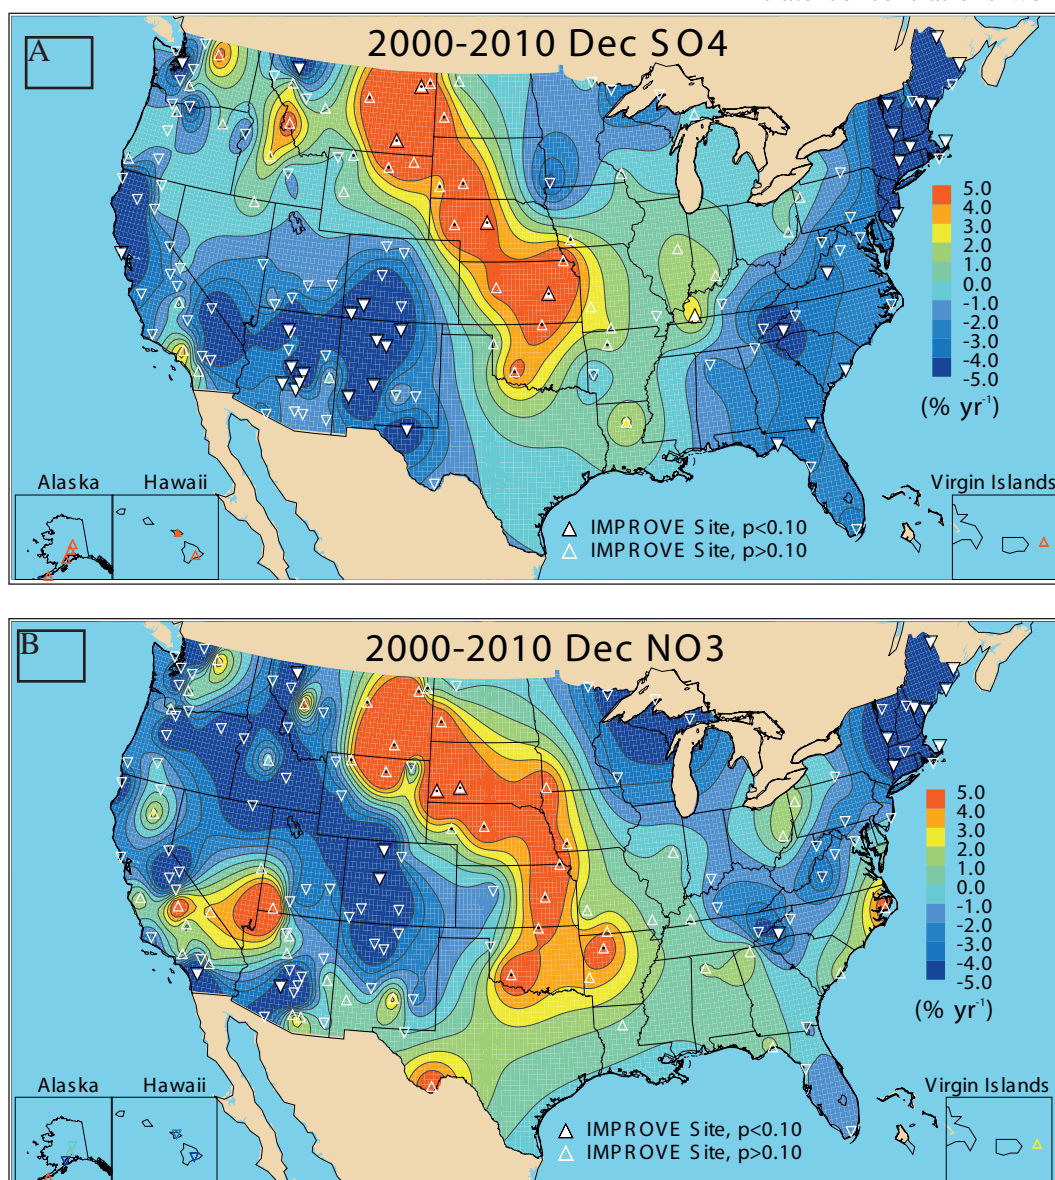 A
2000-2010 Dec SO4
5.0
4.0
3.0
2.0
1.0
0.0
-1.0
-2.0
-3.0
-4.0
-5.0
(% yr-1)
Alaska
Hawaii
Virgin Islands
IMPROVE Site, p<0.10
IMPROVE Site, p>0.10
B
2000-2010 Dec NO3
5.0
4.0
3.0
2.0
1.0
0.0
-1.0
-2.0
-3.0
-4.0
-5.0
(% yr-1)
Alaska
Hawaii
Virgin Islands
IMPROVE Site, p<0.10
IMPROVE Site, p>0.10